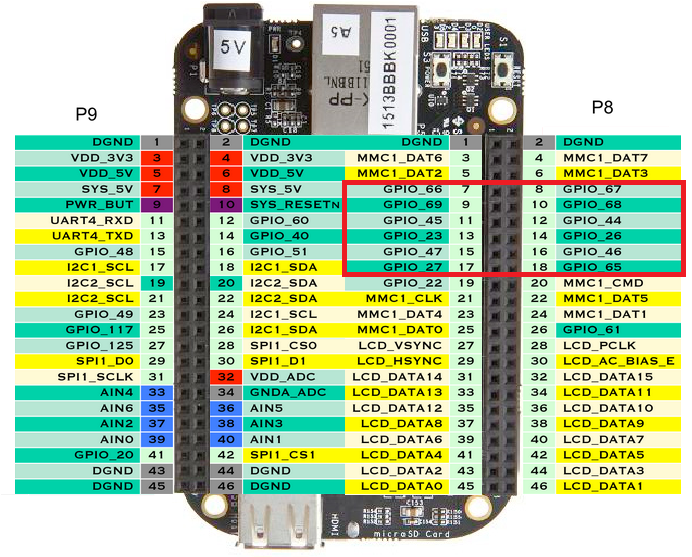 5V
A5
1513BBBK0001
USB
USER LEDS
S3
POWER
S1
RESET
P9
P8
DGND 1 2 DGND DGND 1 2 DGND
VDD_3V3 3 4 VDD_3V3 MMC1_DAT6 3 4 MMC1_DAT7
VDD_5V 5 6 VDD_5V MMC1_DAT2 5 6 MMC1_DAT3
SYS_5V 7 8 SYS_5V GPIO_66 7 8 GPIO_67
PWR_BUT 9 10 SYS_RESETN GPIO_69 9 10 GPIO_68
UART4_RXD 11 12 GPIO_60 GPIO_45 11 12 GPIO_44
UART4_TXD 13 14 GPIO_40 GPIO_23 13 14 GPIO_26
GPIO_48 15 16 GPIO_51 GPIO_47 15 16 GPIO_46
I2C1_SCL 17 18 I2C1_SDA GPIO_27 17 18 GPIO_65
I2C2_SCL 19 20 I2C2_SDA GPIO_22 19 20 MMC1_CMD
I2C2_SCL 21 22 I2C2_SDA MMC1_CLK 21 22 MMC1_DAT5
GPIO_49 23 24 I2C1_SCL MMC1_DAT4 23 24 MMC1_DAT1
GPIO_117 25 26 I2C1_SDA MMC1_DAT0 25 26 GPIO_61
GPIO_125 27 28 SPI1_CS0 LCD_VSYNC 27 28 LCD_PCLK
SPI1_D0 29 30 SPI1_D1 LCD_HSYNC 29 30 LCD_AC_BIAS_E
SPI1_SCLK 31 32 VDD_ADC LCD_DATA14 31 32 LCD_DATA15
AIN4 33 34 GNDA_ADC LCD_DATA13 33 34 LCD_DATA11
AIN6 35 36 AIN5 LCD_DATA12 35 36 LCD_DATA10
AIN2 37 38 AIN3 LCD_DATA8 37 38 LCD_DATA9
AIN0 39 40 AIN1 LCD_DATA6 39 40 LCD_DATA7
GPIO_20 41 42 SPI1_CS1 LCD_DATA4 41 42 LCD_DATA5
DGND 43 44 DGND LCD_DATA2 43 44 LCD_DATA3
DGND 45 46 DGND LCD_DATA0 45 46 LCD_DATA1
HDMI
microSD Card